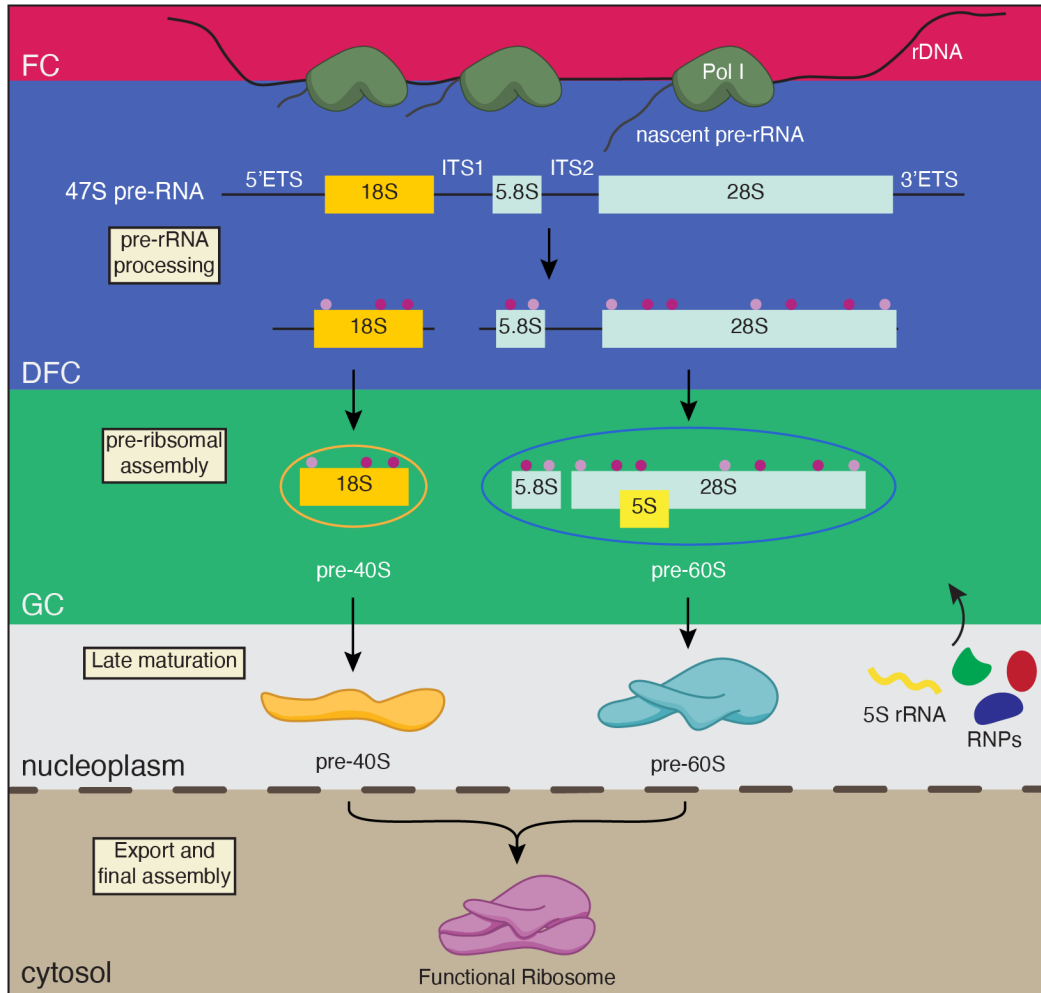 FC
rDNA
Pol I
nascent pre-rRNA
47S pre-RNA
5'ETS
18S
ITS1
5.8S
ITS2
28S
3'ETS
pre-rRNA
processing
18S
5.8S
28S
DFC
pre-ribsomal
assembly
18S
5.8S
28S
5S
pre-40S
pre-60S
GC
Late maturation
5S rRNA
RNPs
pre-40S
pre-60S
nucleoplasm
Export and
final assembly
Functional Ribosome
cytosol